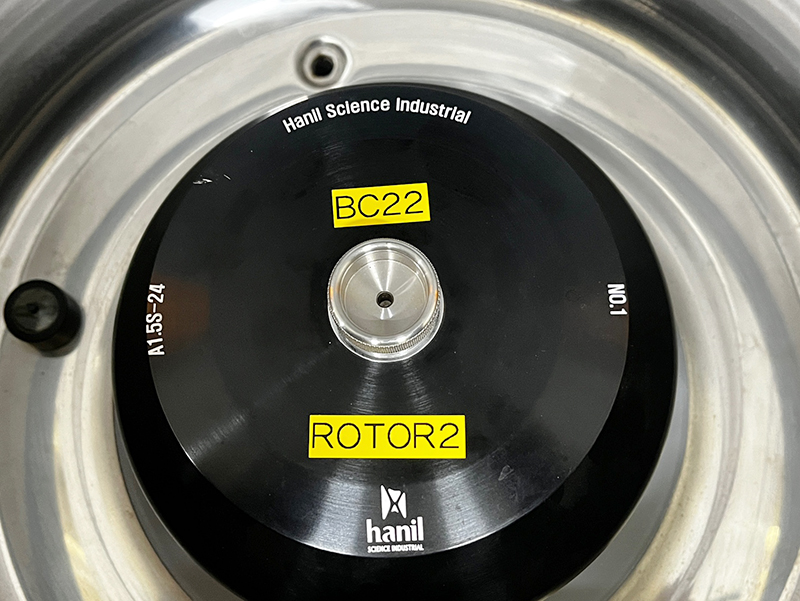 Hanil Science Industrial
BC22
A1.5S-24
NO.1
ROTOR2
hanil
SCIENCE INDUSTRIAL